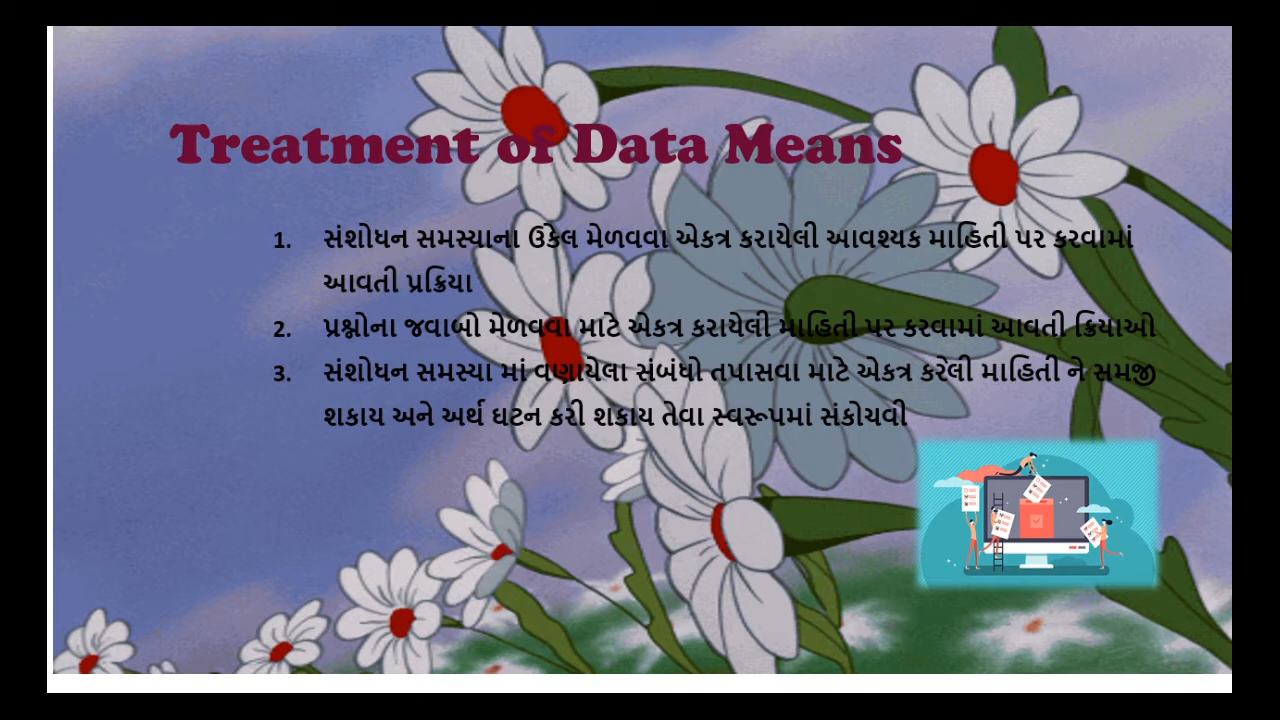 Treatment of Data Means
1. સંશોધન સમસ્યાના ઉકેલ મેળવવા એકત્ર કરાયેલી આવશ્યક માહિતી પર કરવામાં
આવતી પ્રક્રિયા
2. પ્રશ્નોના જવાબો મેળવવા માટે એકત્ર કરાયેલી માહિતી પર કરવામાં આવતી ક્રિયાઓ
3. સંશોધન સમસ્યા માં વણાયેલા સંબંધો તપાસવા માટે એકત્ર કરેલી માહિતી ને સમજી
શકાય અને અર્થ ઘટન કરી શકાય તેવા સ્વરૂપમાં સંકોચવી